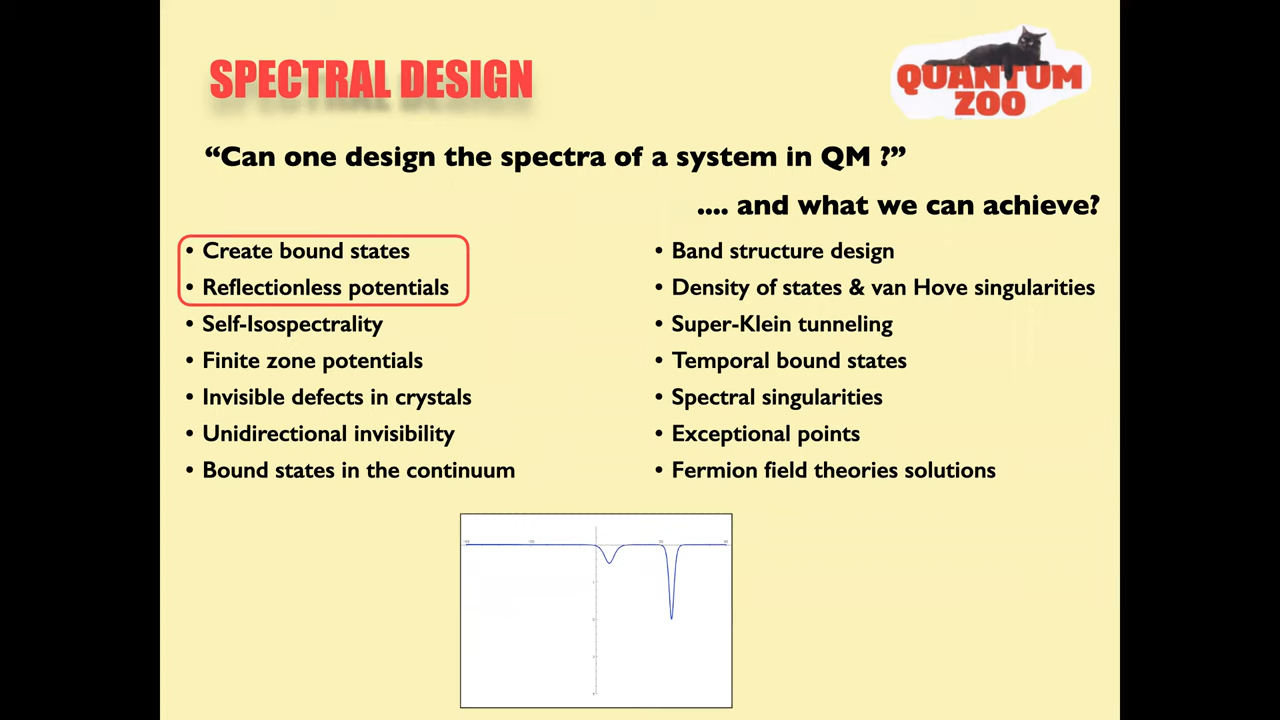 SPECTRAL DESIGN
QUANTUM
ZOO
“Can one design the spectra of a system in QM ?”
.... and what we can achieve?
• Create bound states
• Reflectionless potentials
• Self-Isospectrality
• Finite zone potentials
• Invisible defects in crystals
• Unidirectional invisibility
• Bound states in the continuum
• Band structure design
• Density of states & van Hove singularities
• Super-Klein tunneling
• Temporal bound states
• Spectral singularities
• Exceptional points
• Fermion field theories solutions